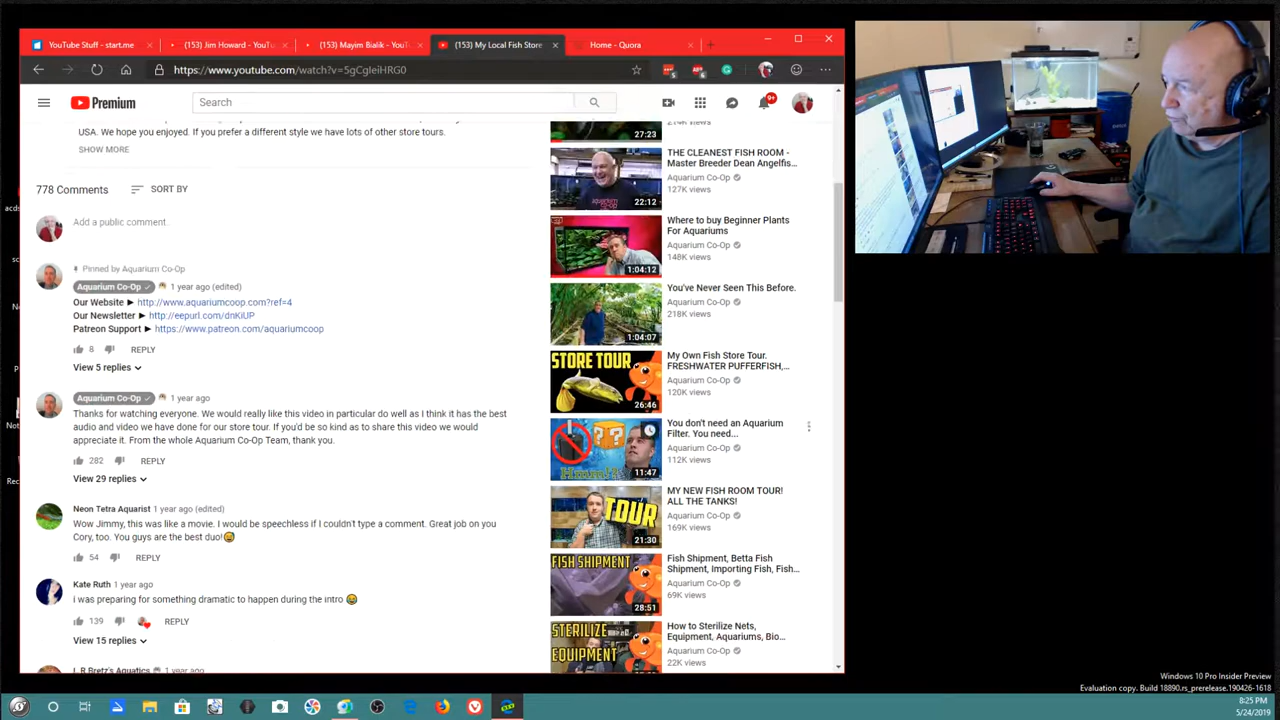 YouTube Stuff - start.me
(153) Jim Howard - YouTu
(153) Mayim Bialik - YouTu
(153) My Local Fish Store
Home - Quora
https://www.youtube.com/watch?v=5gCgIeiHRG0
Premium
Search
9+
USA. We hope you enjoyed. If you prefer a different style we have lots of other store tours.
SHOW MORE
778 Comments
SORT BY
Add a public comment.
Pinned by Aquarium Co-Op
Aquarium Co-Op 1 year ago (edited)
Our Website ► http://www.aquariumcoop.com?ref=4
Our Newsletter ► http://eepurl.com/dnKiUP
Patreon Support ► https://www.patreon.com/aquariumcoop
8 REPLY
View 5 replies
Aquarium Co-Op 1 year ago
Thanks for watching everyone. We would really like this video in particular do well as I think it has the best
audio and video we have done for our store tour. If you'd be so kind as to share this video we would
appreciate it. From the whole Aquarium Co-Op Team, thank you.
282 REPLY
View 29 replies
Neon Tetra Aquarist 1 year ago (edited)
Wow Jimmy, this was like a movie. I would be speechless if I couldn't type a comment. Great job on you
Cory, too. You guys are the best duo!😅
54 REPLY
Kate Ruth 1 year ago
i was preparing for something dramatic to happen during the intro 😂
139 REPLY
View 15 replies
L R Bretz's Aquatics 1 year ago
27:23
THE CLEANEST FISH ROOM -
Master Breeder Dean Angelfis...
Aquarium Co-Op
127K views
22:12
Where to buy Beginner Plants
For Aquariums
Aquarium Co-Op
148K views
1:04:12
You've Never Seen This Before.
Aquarium Co-Op
218K views
1:04:07
STORE TOUR
My Own Fish Store Tour.
FRESHWATER PUFFERFISH,...
Aquarium Co-Op
120K views
26:46
You don't need an Aquarium
Filter. You need...
Aquarium Co-Op
112K views
11:47
TOUR
MY NEW FISH ROOM TOUR!
ALL THE TANKS!
Aquarium Co-Op
169K views
21:30
FISH SHIPMENT
Fish Shipment, Betta Fish
Shipment, Importing Fish, Fish...
Aquarium Co-Op
69K views
28:51
STERILIZE
EQUIPMENT
How to Sterilize Nets,
Equipment, Aquariums, Bio...
Aquarium Co-Op
22K views
Windows 10 Pro Insider Preview
Evaluation copy. Build 18890.rs_prerelease.190426-1618
8:25 PM
5/24/2019